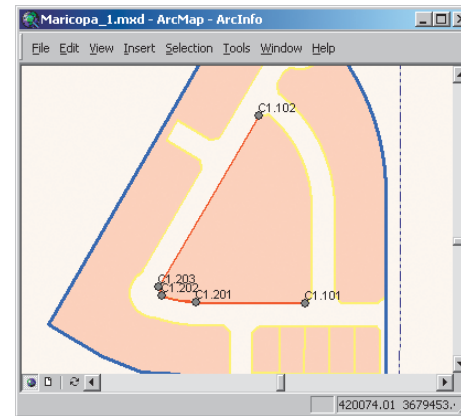 Maricopa_1.mxd - ArcMap - ArcInfo
File Edit View Insert Selection Tools Window Help
C1.102
C1.203
C1.202
C1.201
C1.101
420074.01 3679453.